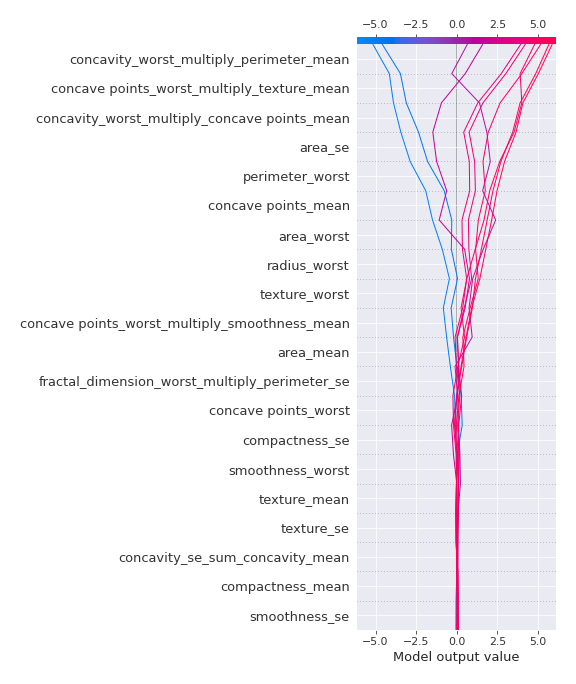 −5.0 −2.5 0.0 2.5 5.0
concavity_worst_multiply_perimeter_mean
concave points_worst_multiply_texture_mean
concavity_worst_multiply_concave points_mean
area_se
perimeter_worst
concave points_mean
area_worst
radius_worst
texture_worst
concave points_worst_multiply_smoothness_mean
area_mean
fractal_dimension_worst_multiply_perimeter_se
concave points_worst
compactness_se
smoothness_worst
texture_mean
texture_se
concavity_se_sum_concavity_mean
compactness_mean
smoothness_se
−5.0 −2.5 0.0 2.5 5.0
Model output value